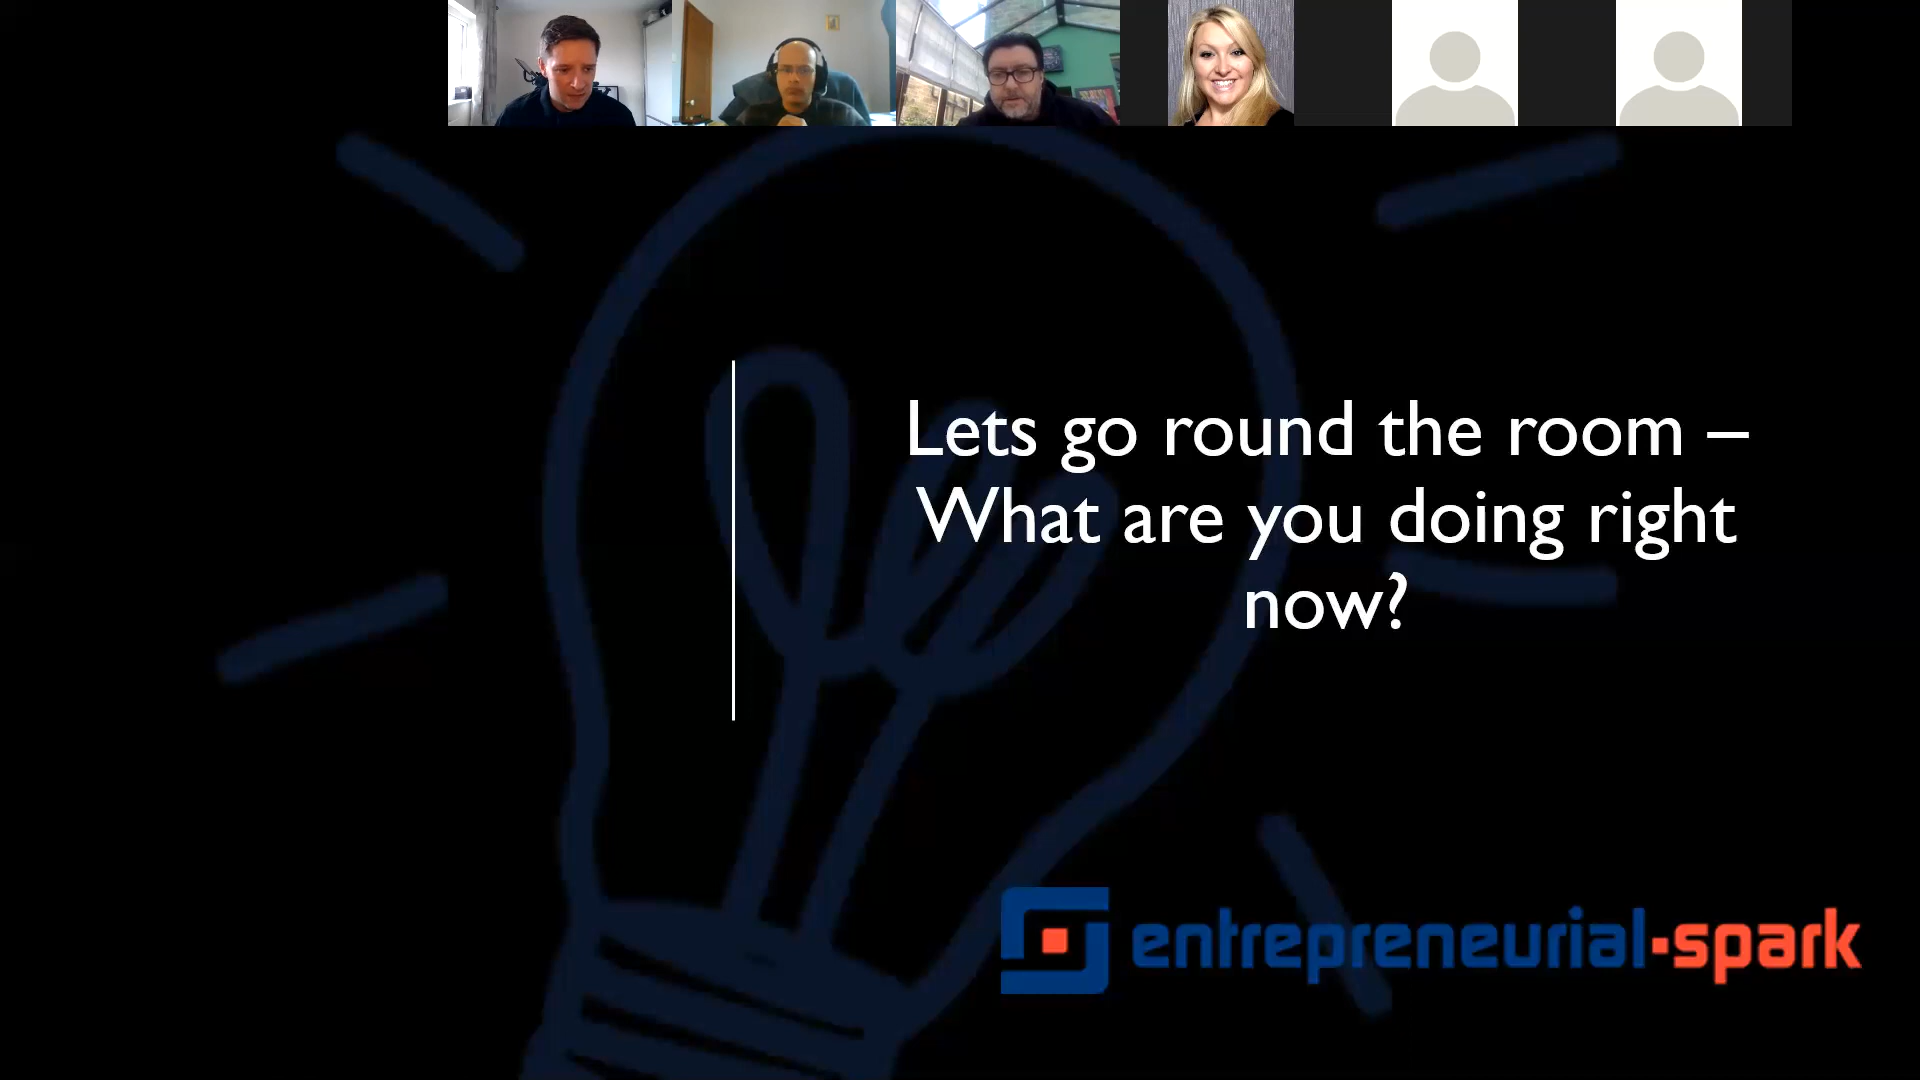 Lets go round the room –
What are you doing right
now?
entrepreneurial·spark